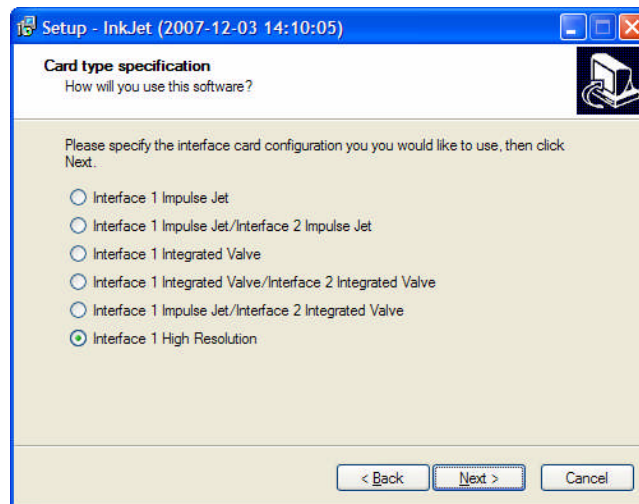 Setup - InkJet (2007-12-03 14:10:05)
Card type specification
How will you use this software?
Please specify the interface card configuration you you would like to use, then click
Next.
Interface 1 Impulse Jet
Interface 1 Impulse Jet/Interface 2 Impulse Jet
Interface 1 Integrated Valve
Interface 1 Integrated Valve/Interface 2 Integrated Valve
Interface 1 Impulse Jet/Interface 2 Integrated Valve
Interface 1 High Resolution
< Back
Next >
Cancel